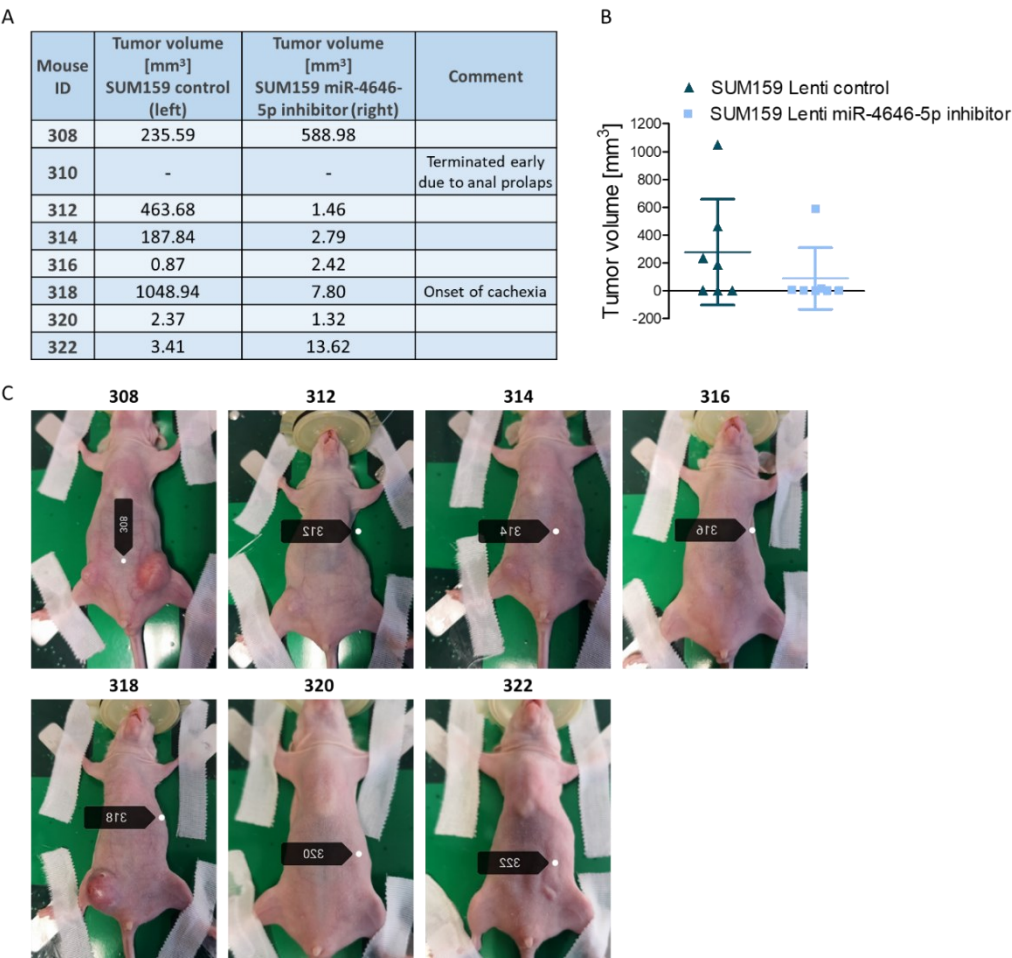 A
Mouse ID | Tumor volume [mm³] SUM159 control (left) | Tumor volume [mm³] SUM159 miR-4646-5p inhibitor (right) | Comment
308 | 235.59 | 588.98 |
310 | - | - | Terminated early due to anal prolaps
312 | 463.68 | 1.46 |
314 | 187.84 | 2.79 |
316 | 0.87 | 2.42 |
318 | 1048.94 | 7.80 | Onset of cachexia
320 | 2.37 | 1.32 |
322 | 3.41 | 13.62 |
B
SUM159 Lenti control
SUM159 Lenti miR-4646-5p inhibitor
Tumor volume [mm³]
1200
1000
800
600
400
200
0
-200
C
308
312
314
316
308
312
314
316
318
320
322
318
320
322